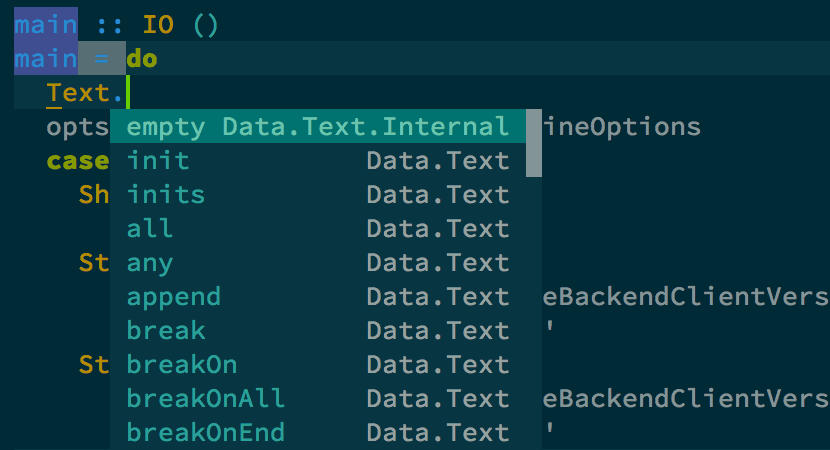 main :: IO ()
main = do
Text.
opts empty Data.Text.Internal ineOptions
case init Data.Text
Sh inits Data.Text
all Data.Text
St any Data.Text
append Data.Text eBackendClientVers
break Data.Text '
St breakOn Data.Text
breakOnAll Data.Text eBackendClientVers
breakOnEnd Data.Text '